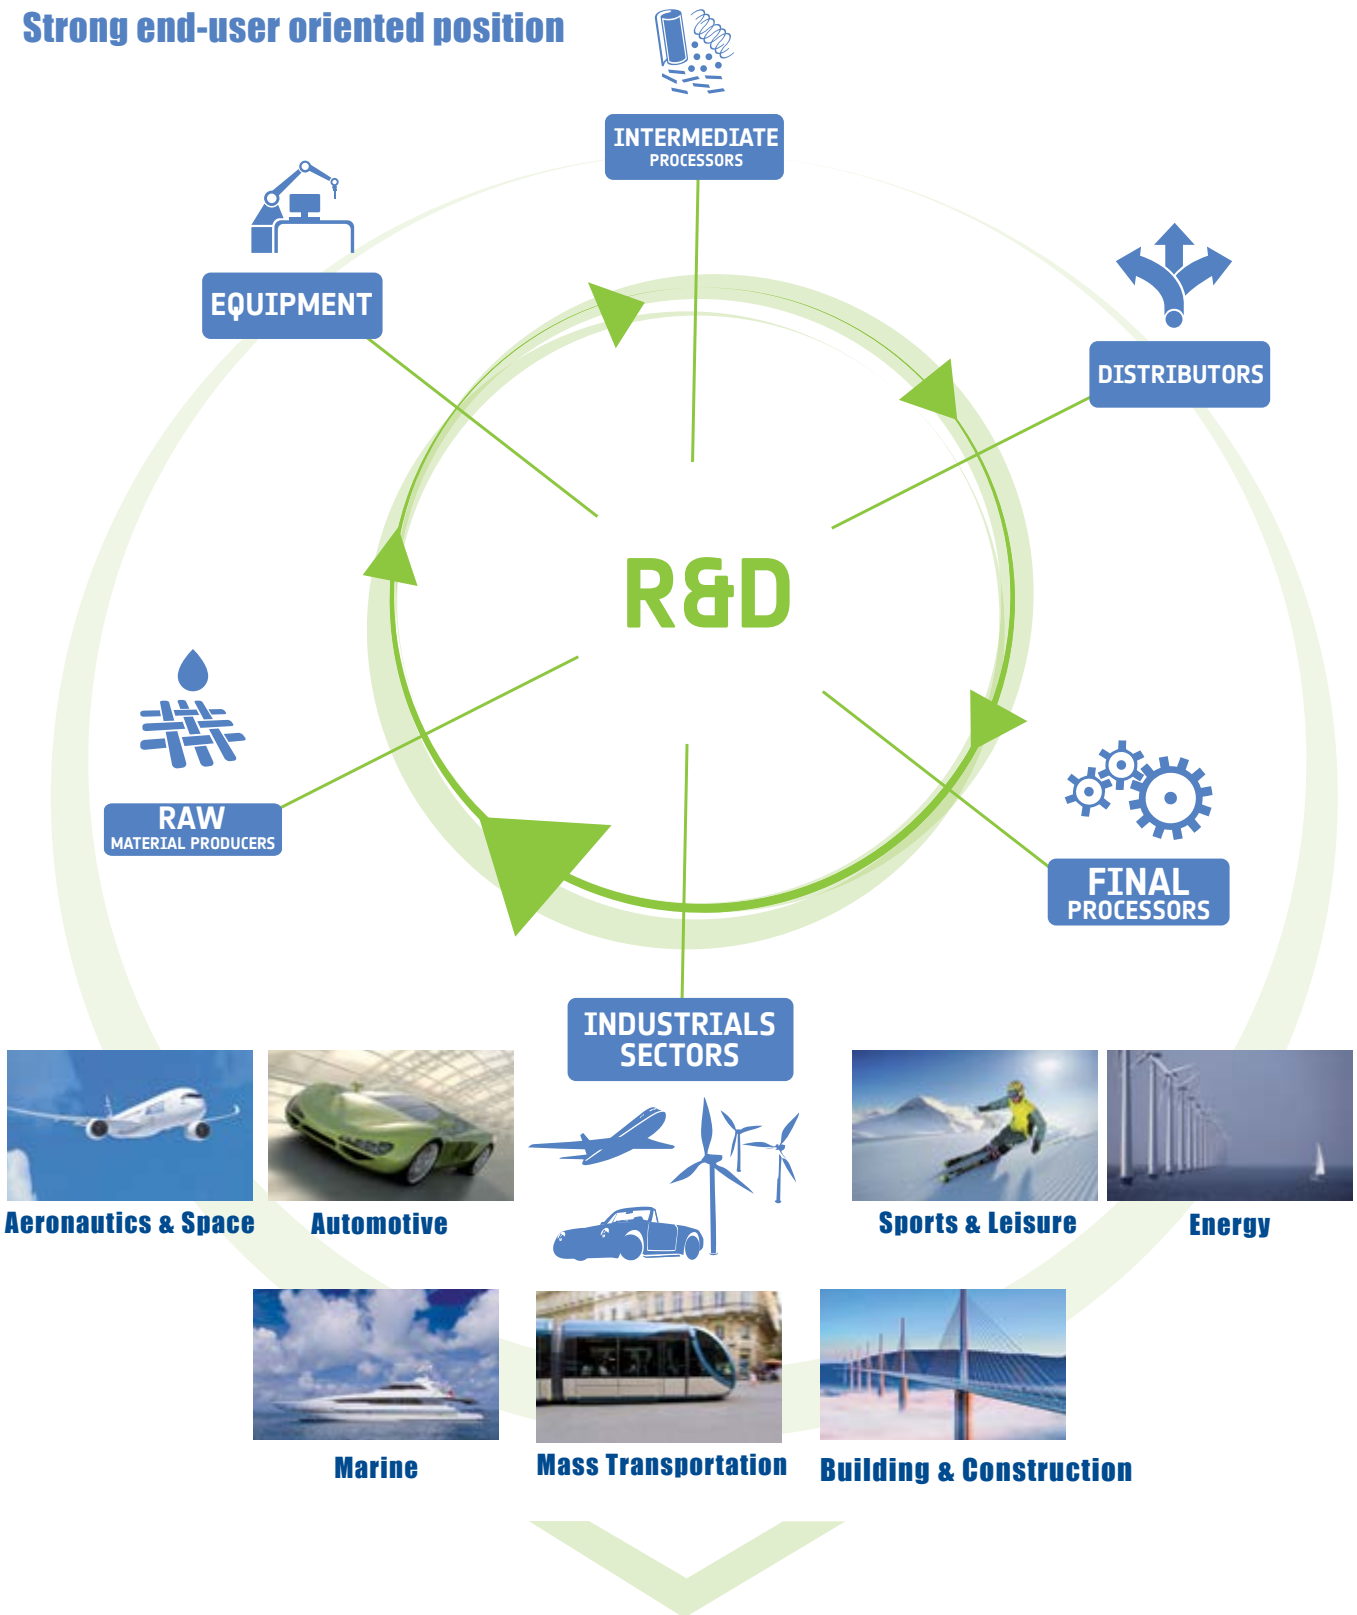 Strong end-user oriented position
INTERMEDIATE
PROCESSORS
EQUIPMENT
DISTRIBUTORS
R&D
RAW
MATERIAL PRODUCERS
FINAL
PROCESSORS
INDUSTRIALS
SECTORS
Aeronautics & Space
Automotive
Sports & Leisure
Energy
Marine
Mass Transportation
Building & Construction